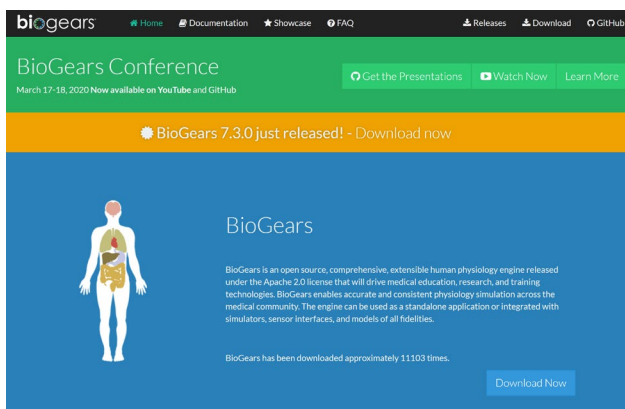 biogears Home Documentation Showcase FAQ Releases Download GitHub
BioGears Conference
March 17-18, 2020 Now available on YouTube and GitHub
Get the Presentations Watch Now Learn More
BioGears 7.3.0 just released! - Download now
BioGears
BioGears is an open source, comprehensive, extensible human physiology engine released
under the Apache 2.0 license that will drive medical education, research, and training
technologies. BioGears enables accurate and consistent physiology simulation across the
medical community. The engine can be used as a standalone application or integrated with
simulators, sensor interfaces, and models of all fidelities.
BioGears has been downloaded approximately 11103 times.
Download Now